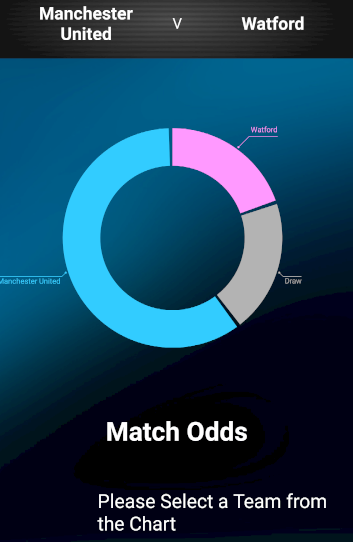 Manchester United
V
Watford
Watford
Manchester United
Draw
Match Odds
Please Select a Team from
the Chart